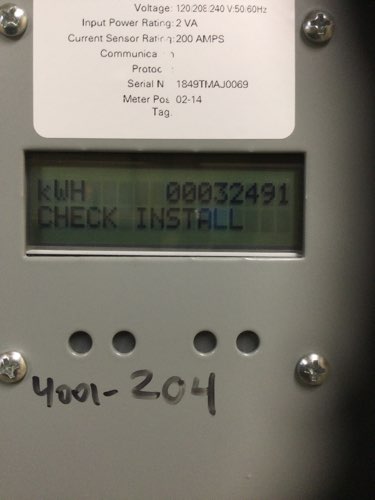 Voltage: 120:208:240 V:50:60Hz
Input Power Rating: 2 VA
Current Sensor Rating: 200 AMPS
Serial N 1849TMAJ0069
Meter Pos 02-14
Tag:
kWH 00032491
CHECK INSTALL
4001-204